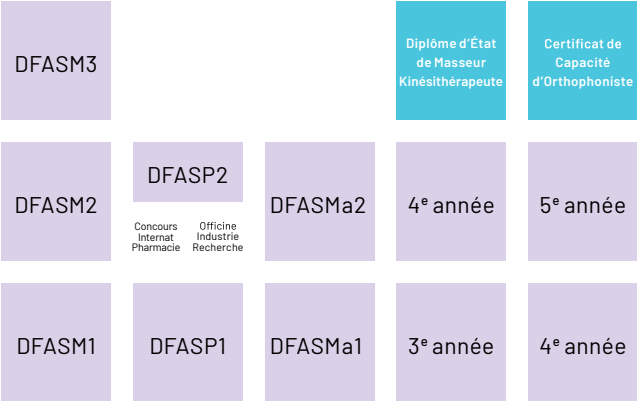 DFASM3
Diplôme d’État
de Masseur
Kinésithérapeute
Certificat de
Capacité
d’Orthophoniste
DFASM2
DFASP2
Concours
Internat
Pharmacie
Officine
Industrie
Recherche
DFASMa2
4e année
5e année
DFASM1
DFASP1
DFASMa1
3e année
4e année